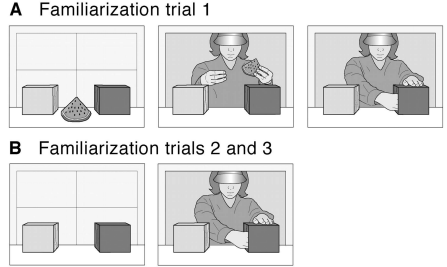 A Familiarization trial 1
B Familiarization trials 2 and 3